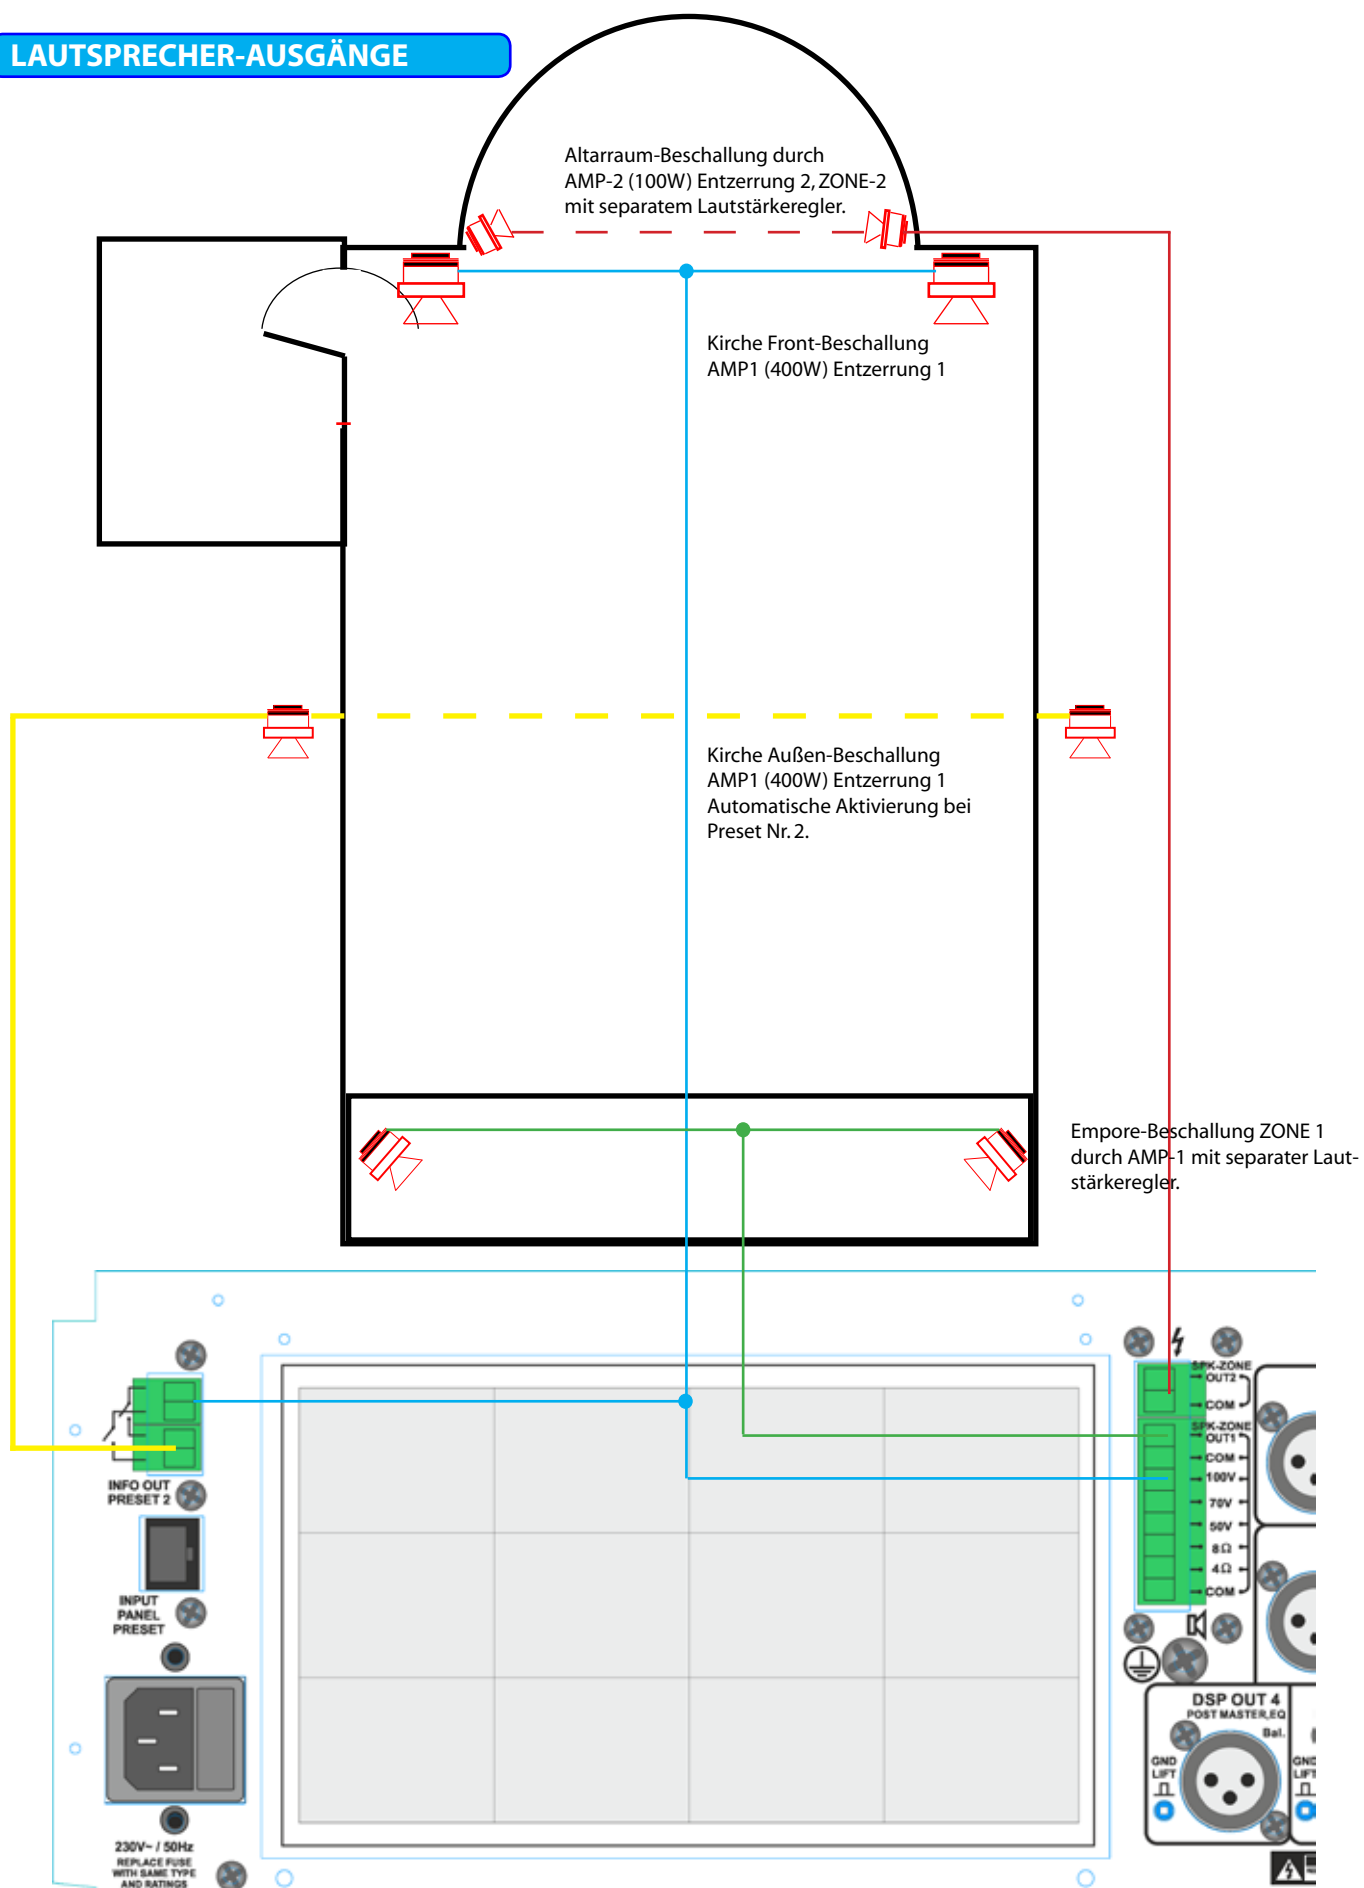 LAUTSPRECHER-AUSGÄNGE
Altarraum-Beschallung durch
AMP-2 (100W) Entzerrung 2, ZONE-2
mit separatem Lautstärkeregler.
Kirche Front-Beschallung
AMP1 (400W) Entzerrung 1
Kirche Außen-Beschallung
AMP1 (400W) Entzerrung 1
Automatische Aktivierung bei
Preset Nr. 2.
Empore-Beschallung ZONE 1
durch AMP-1 mit separater Laut-
stärkeregler.
INFO OUT
PRESET 2
INPUT
PANEL
PRESET
230V~ / 50Hz
REPLACE FUSE
WITH SAME TYPE
AND RATINGS
SPK-ZONE
OUT2
COM
SPK-ZONE
OUT1
COM
100V
70V
50V
8Ω
4Ω
COM
DSP OUT 4
POST MASTER,EQ
Bal.
GND
LIFT
GND
LIFT